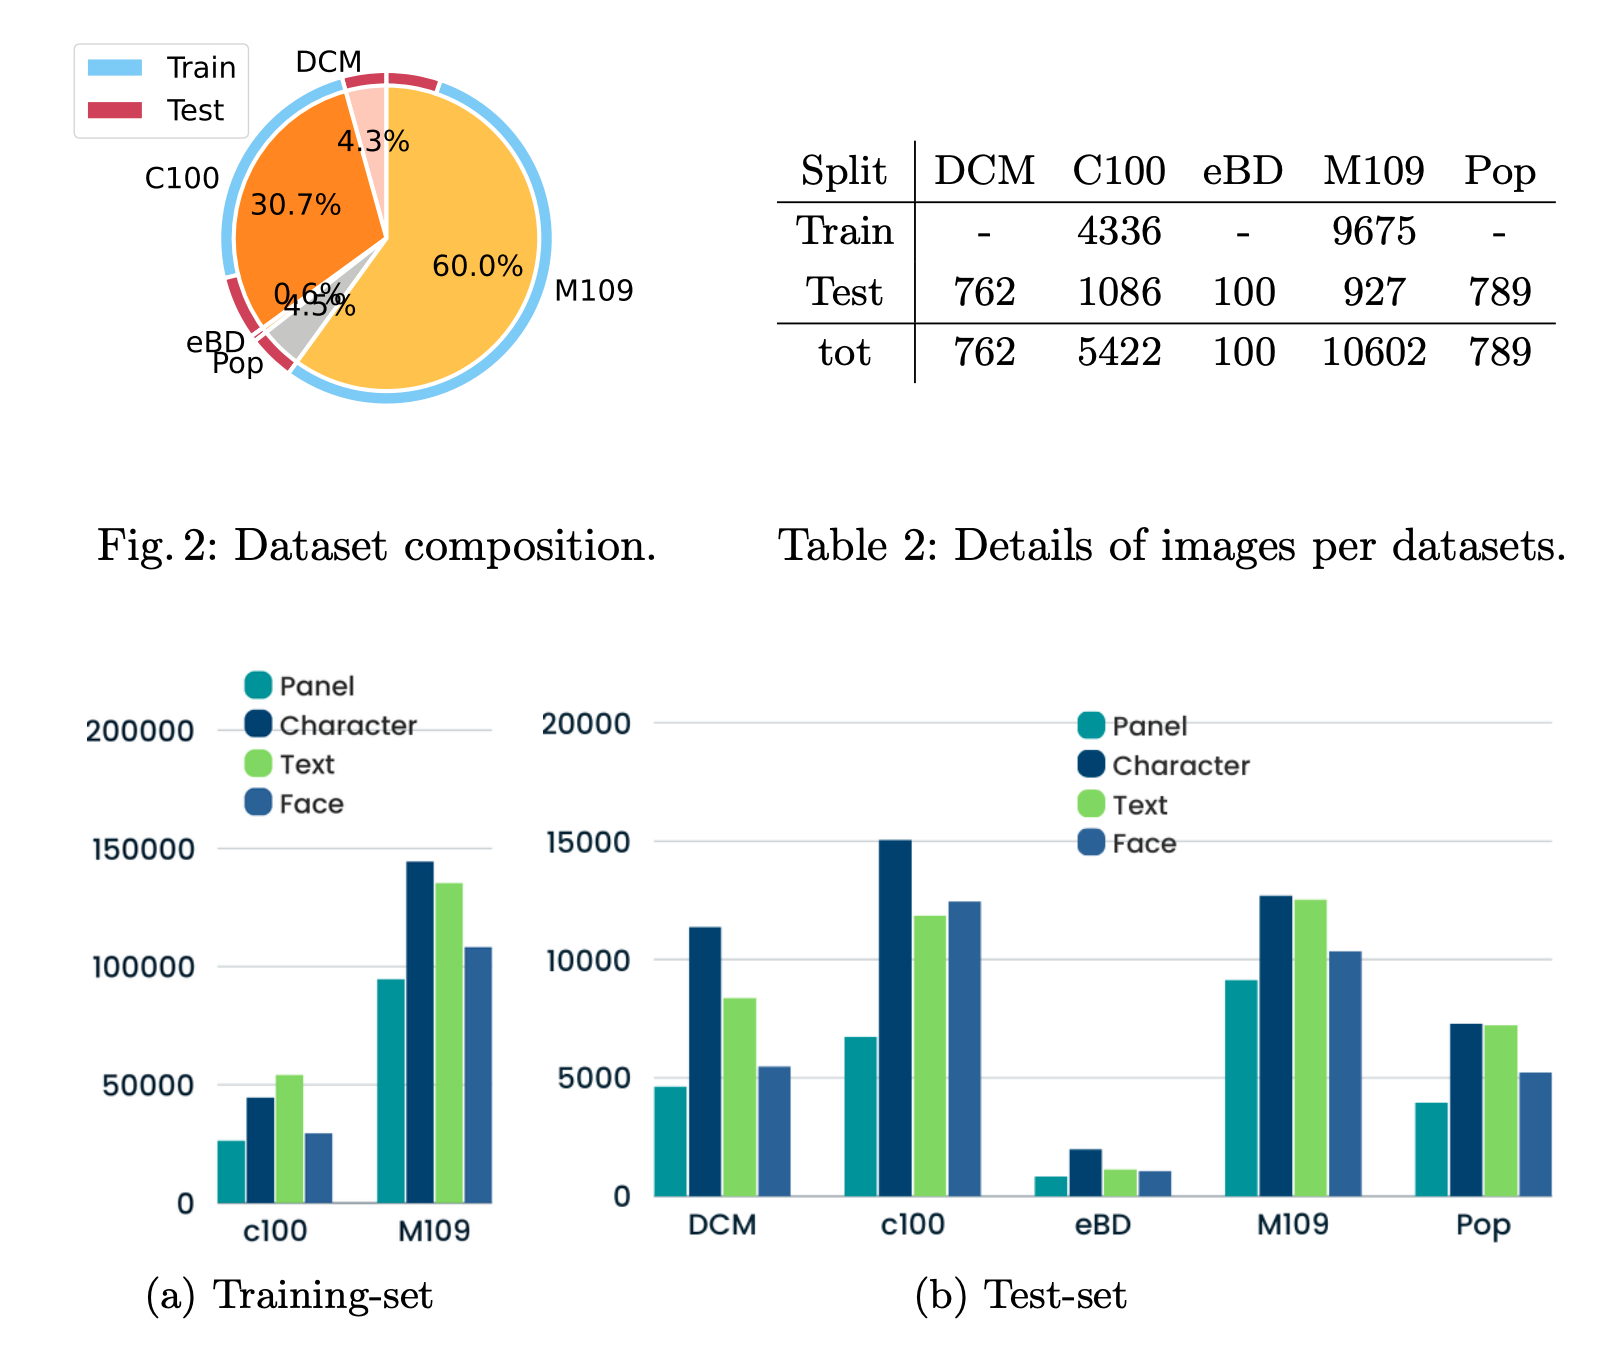 Train
Test
DCM
C100
4.3%
30.7%
60.0%
M109
0.6%
4.5%
eBD
Pop
Split DCM C100 eBD M109 Pop
Train - 4336 - 9675 -
Test 762 1086 100 927 789
tot 762 5422 100 10602 789
Fig. 2: Dataset composition.
Table 2: Details of images per datasets.
Panel
Character
Text
Face
200000
150000
100000
50000
0
c100 M109
(a) Training-set
Panel
Character
Text
Face
20000
15000
10000
5000
0
DCM c100 eBD M109 Pop
(b) Test-set